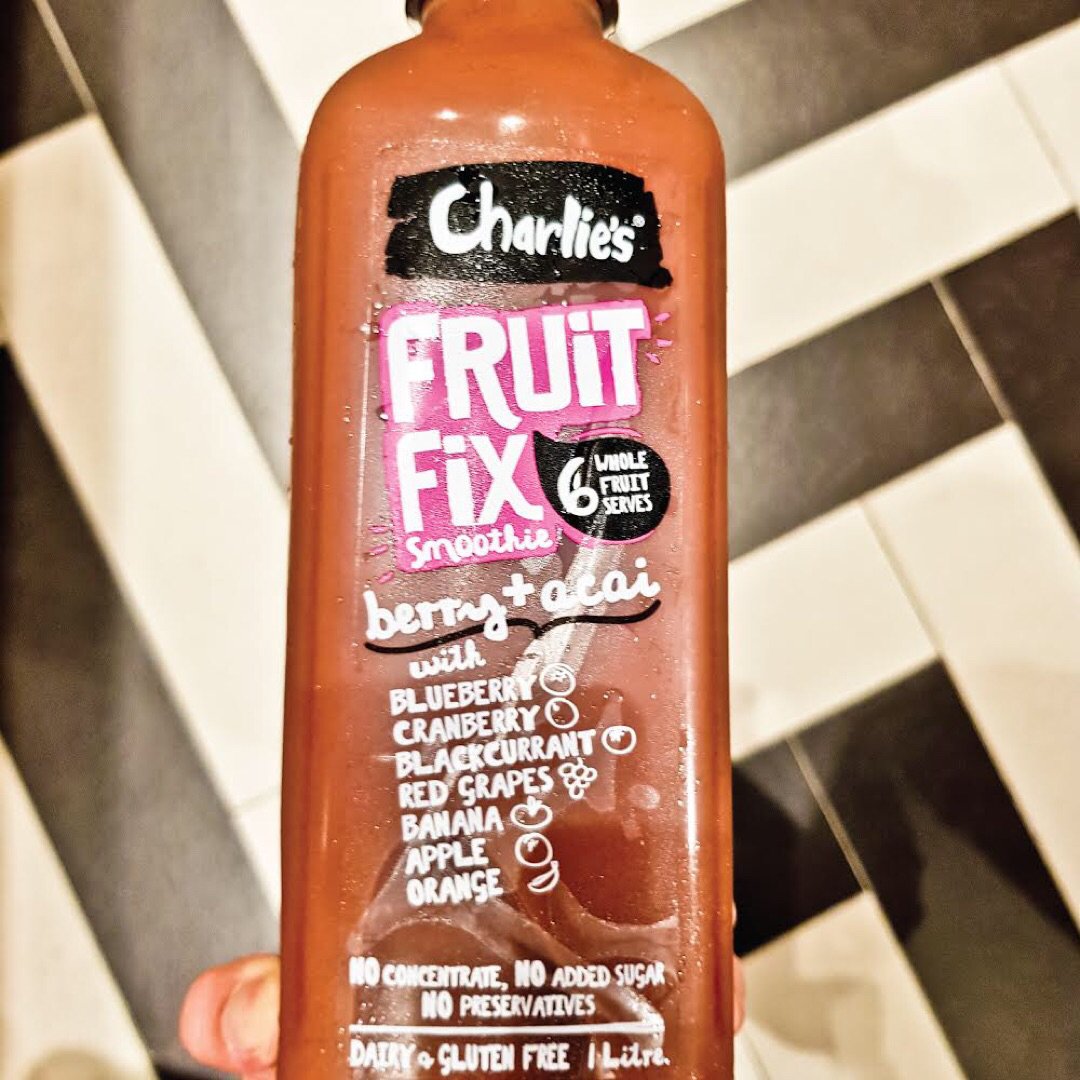 Charlie's®
FRUiT
FiX
6 WHOLE
FRUIT
SERVES
smoothie
berry + acai
with
BLUEBERRY
CRANBERRY
BLACKCURRANT
RED GRAPES
BANANA
APPLE
ORANGE
NO CONCENTRATE, NO ADDED SUGAR
NO PRESERVATIVES
DAIRY & GLUTEN FREE 1 Litre.